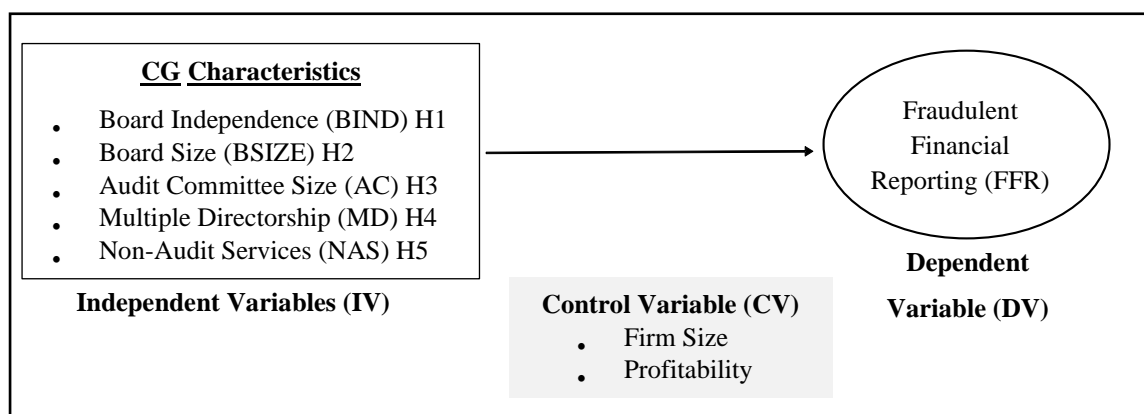 CG Characteristics
• Board Independence (BIND) H1
• Board Size (BSIZE) H2
• Audit Committee Size (AC) H3
• Multiple Directorship (MD) H4
• Non-Audit Services (NAS) H5
Independent Variables (IV)
Control Variable (CV)
• Firm Size
• Profitability
Fraudulent
Financial
Reporting (FFR)
Dependent
Variable (DV)